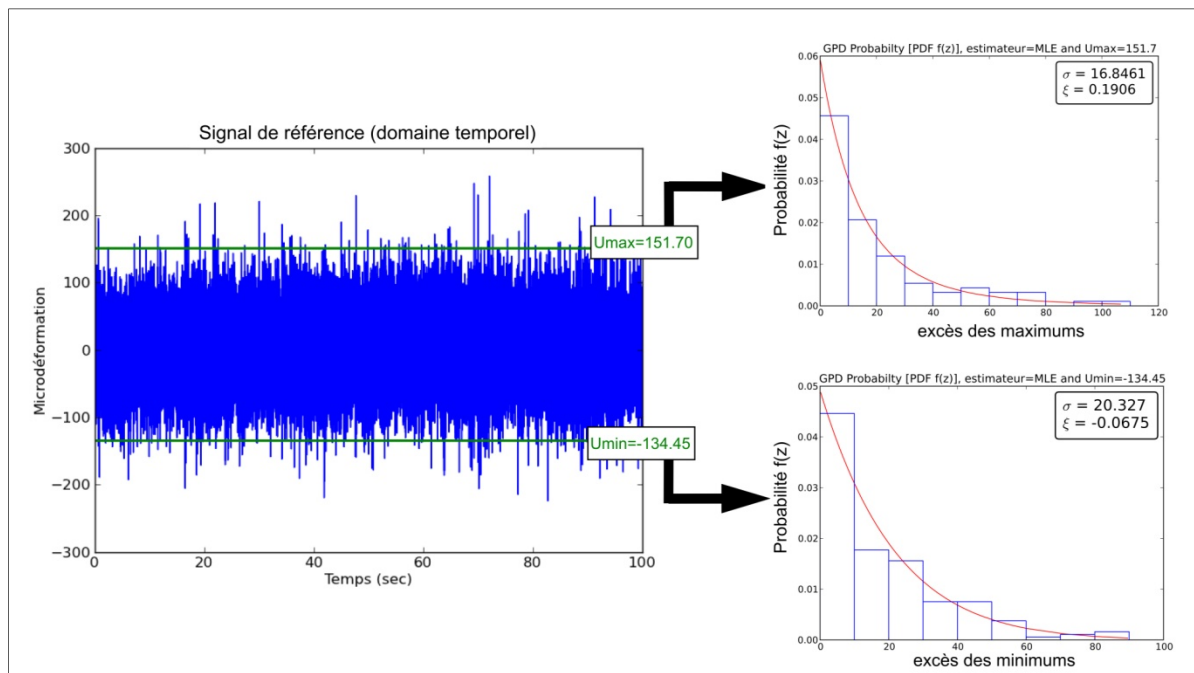 Signal de référence (domaine temporel)
300
200
100
0
−100
−200
−300
Microdéformation
0
20
40
60
80
100
Temps (sec)
Umax=151.70
Umin=-134.45
GPD Probabilty [PDF f(z)], estimateur=MLE and Umax=151.7
σ = 16.8461
ξ = 0.1906
0.06
0.05
0.04
0.03
0.02
0.01
0.00
Probabilité f(z)
0
20
40
60
80
100
120
excès des maximums
GPD Probabilty [PDF f(z)], estimateur=MLE and Umin=-134.45
σ = 20.327
ξ = -0.0675
0.05
0.04
0.03
0.02
0.01
0.00
Probabilité f(z)
0
20
40
60
80
100
excès des minimums